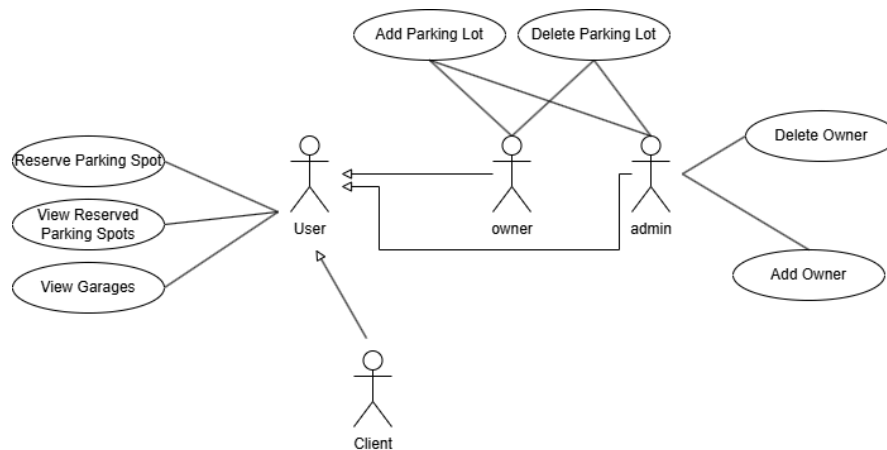 Add Parking Lot
Delete Parking Lot
Delete Owner
Reserve Parking Spot
View Reserved
Parking Spots
User
owner
admin
Add Owner
View Garages
Client